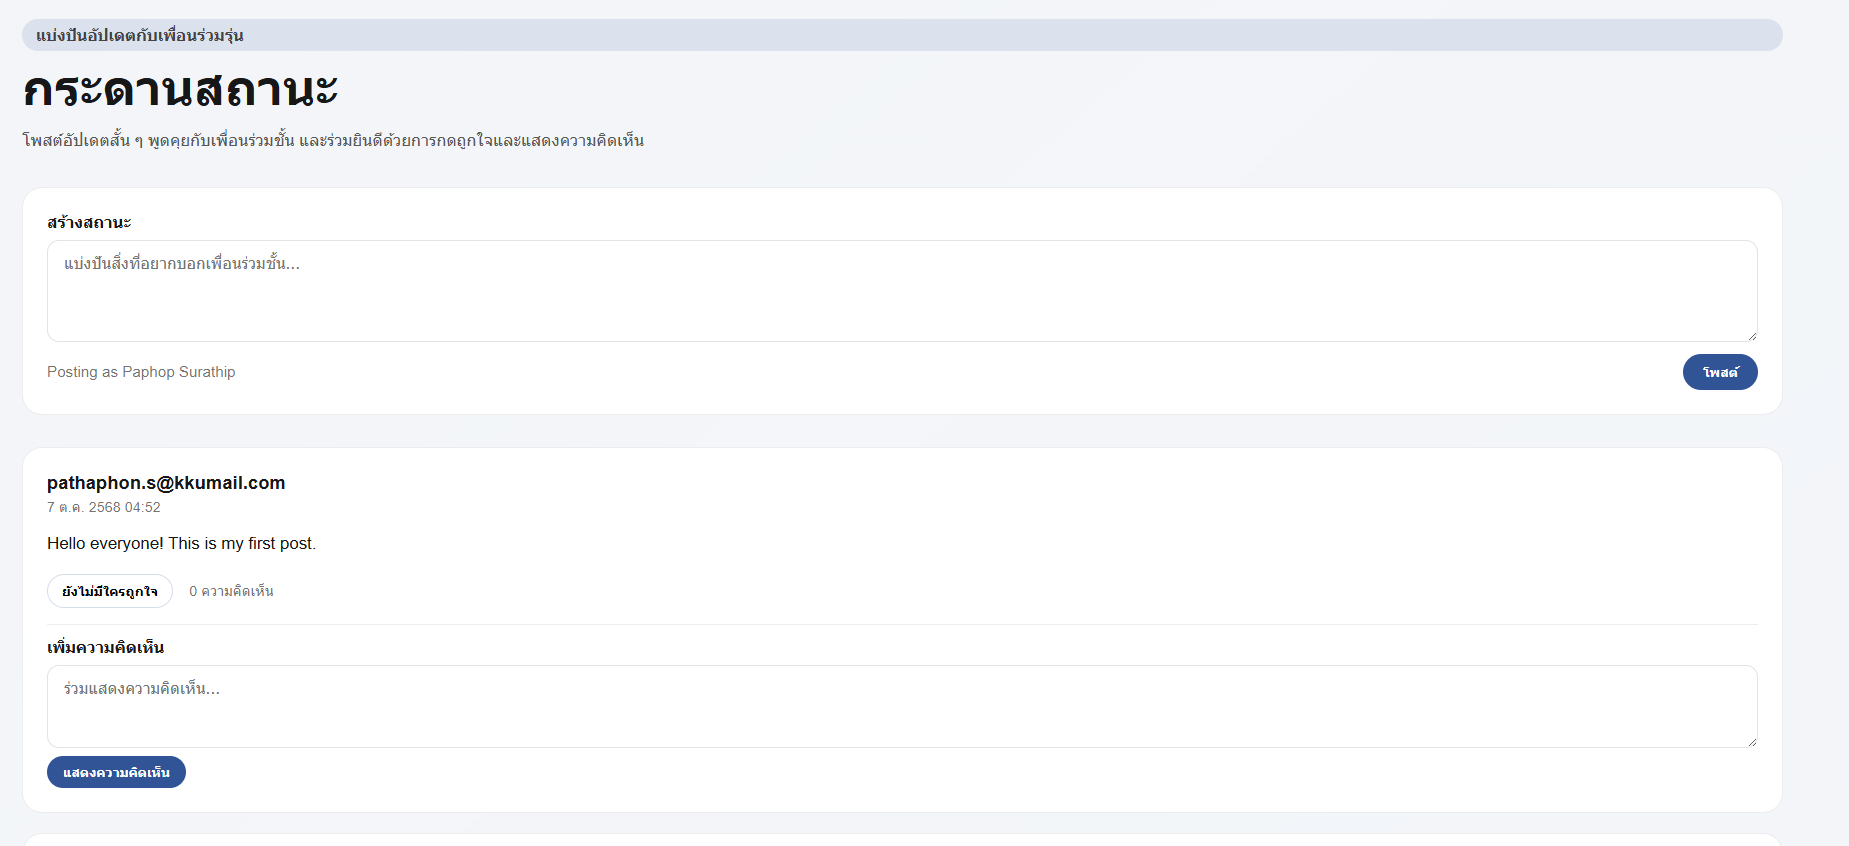 แบ่งปันอัปเดตกับเพื่อนร่วมรุ่น
กระดานสถานะ
โพสต์อัปเดตสั้น ๆ พูดคุยกับเพื่อนร่วมชั้น และร่วมยินดีด้วยการกดถูกใจและแสดงความคิดเห็น
สร้างสถานะ
แบ่งปันสิ่งที่อยากบอกเพื่อนร่วมชั้น...
Posting as Paphop Surathip
โพสต์
pathaphon.s@kkumail.com
7 ต.ค. 2568 04:52
Hello everyone! This is my first post.
ยังไม่มีใครถูกใจ
0 ความคิดเห็น
เพิ่มความคิดเห็น
ร่วมแสดงความคิดเห็น...
แสดงความคิดเห็น